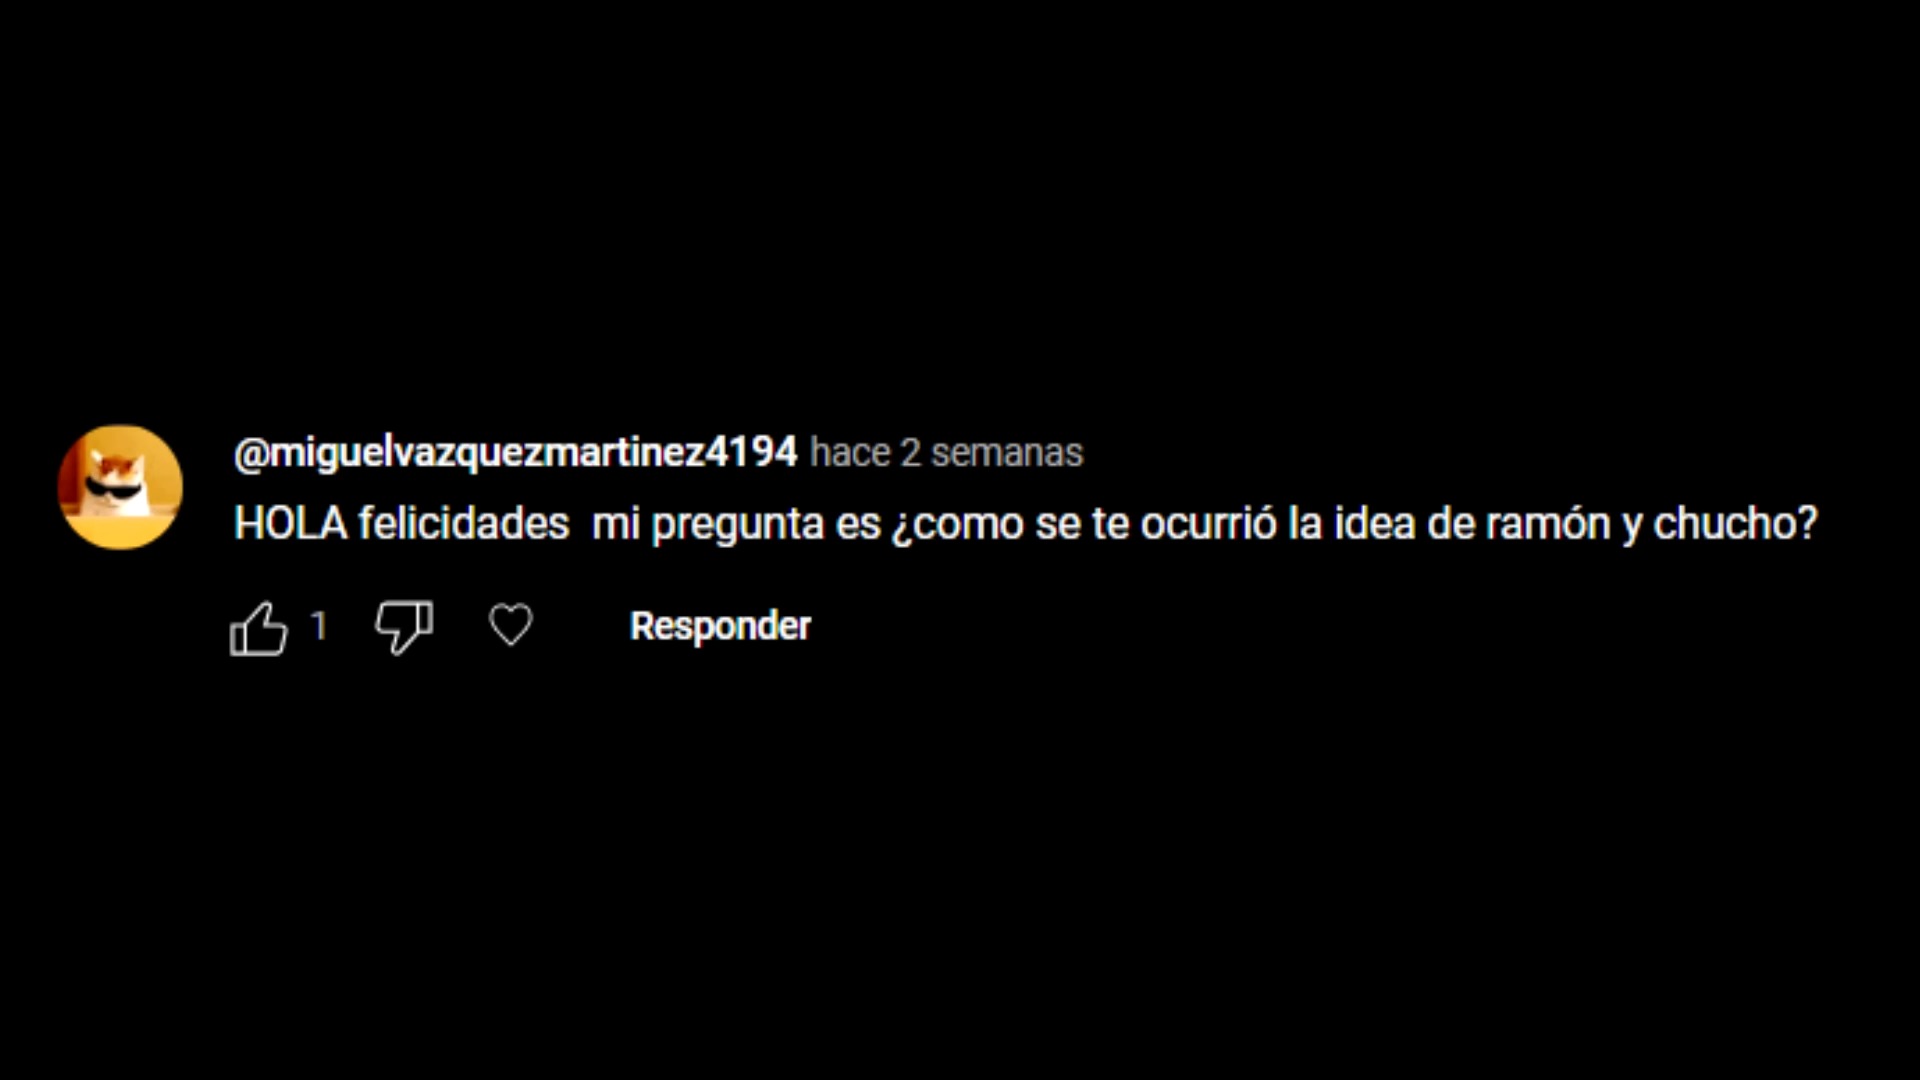 @miguelvazquezmartinez4194 hace 2 semanas
HOLA felicidades  mi pregunta es ¿como se te ocurrió la idea de ramón y chucho?
1 Responder